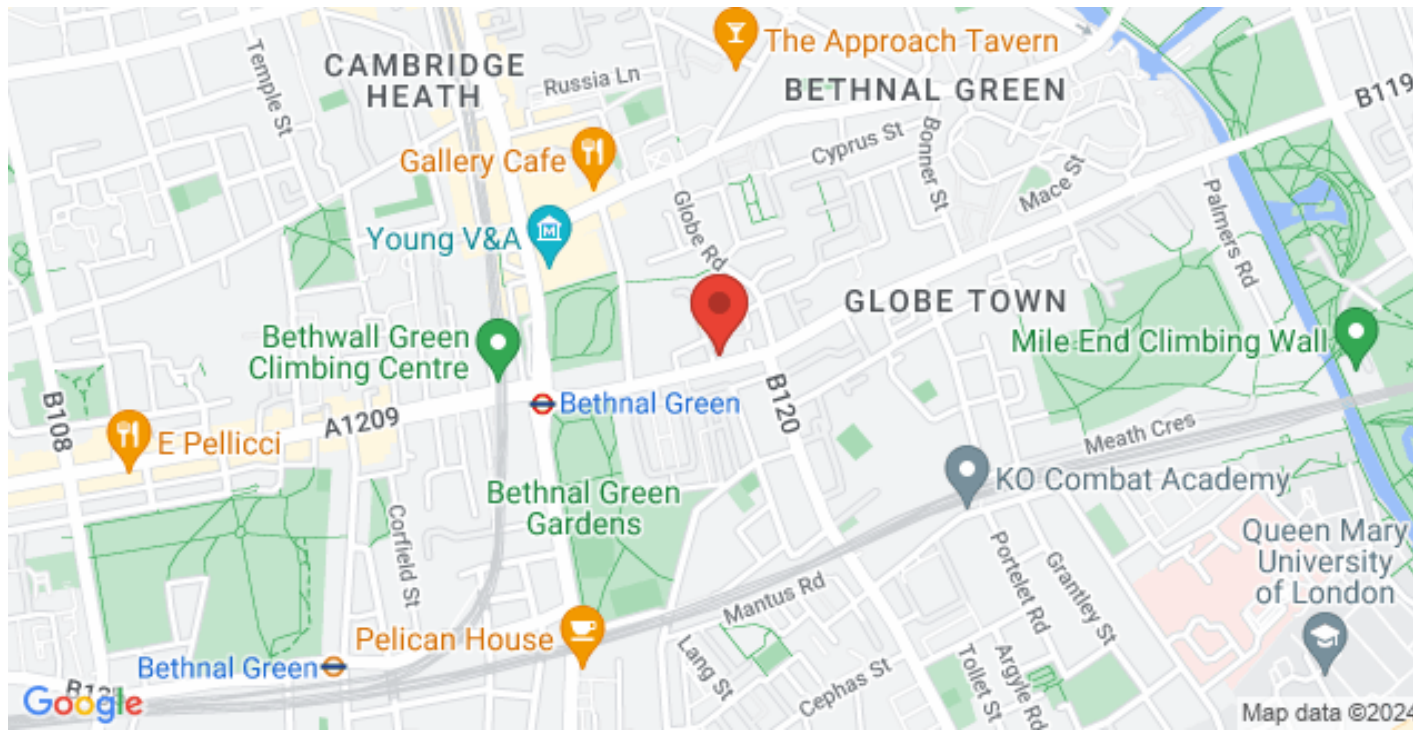 The Approach Tavern
CAMBRIDGE
HEATH
Temple St
Russia Ln
BETHNAL GREEN
B119
Gallery Cafe
Cyprus St
Bonner St
Mace St
Palmers Rd
Globe Rd
Young V&A
GLOBE TOWN
Bethwall Green
Climbing Centre
Mile End Climbing Wall
B108
A1209
Bethnal Green
B120
E Pellicci
Meath Cres
KO Combat Academy
Bethnal Green
Gardens
Corfield St
Queen Mary
University
of London
Portelet Rd
Grantley St
Mantus Rd
Pelican House
Lang St
Cephas St
Tollet St
Argyle Rd
Bethnal Green
Google
Map data ©2024